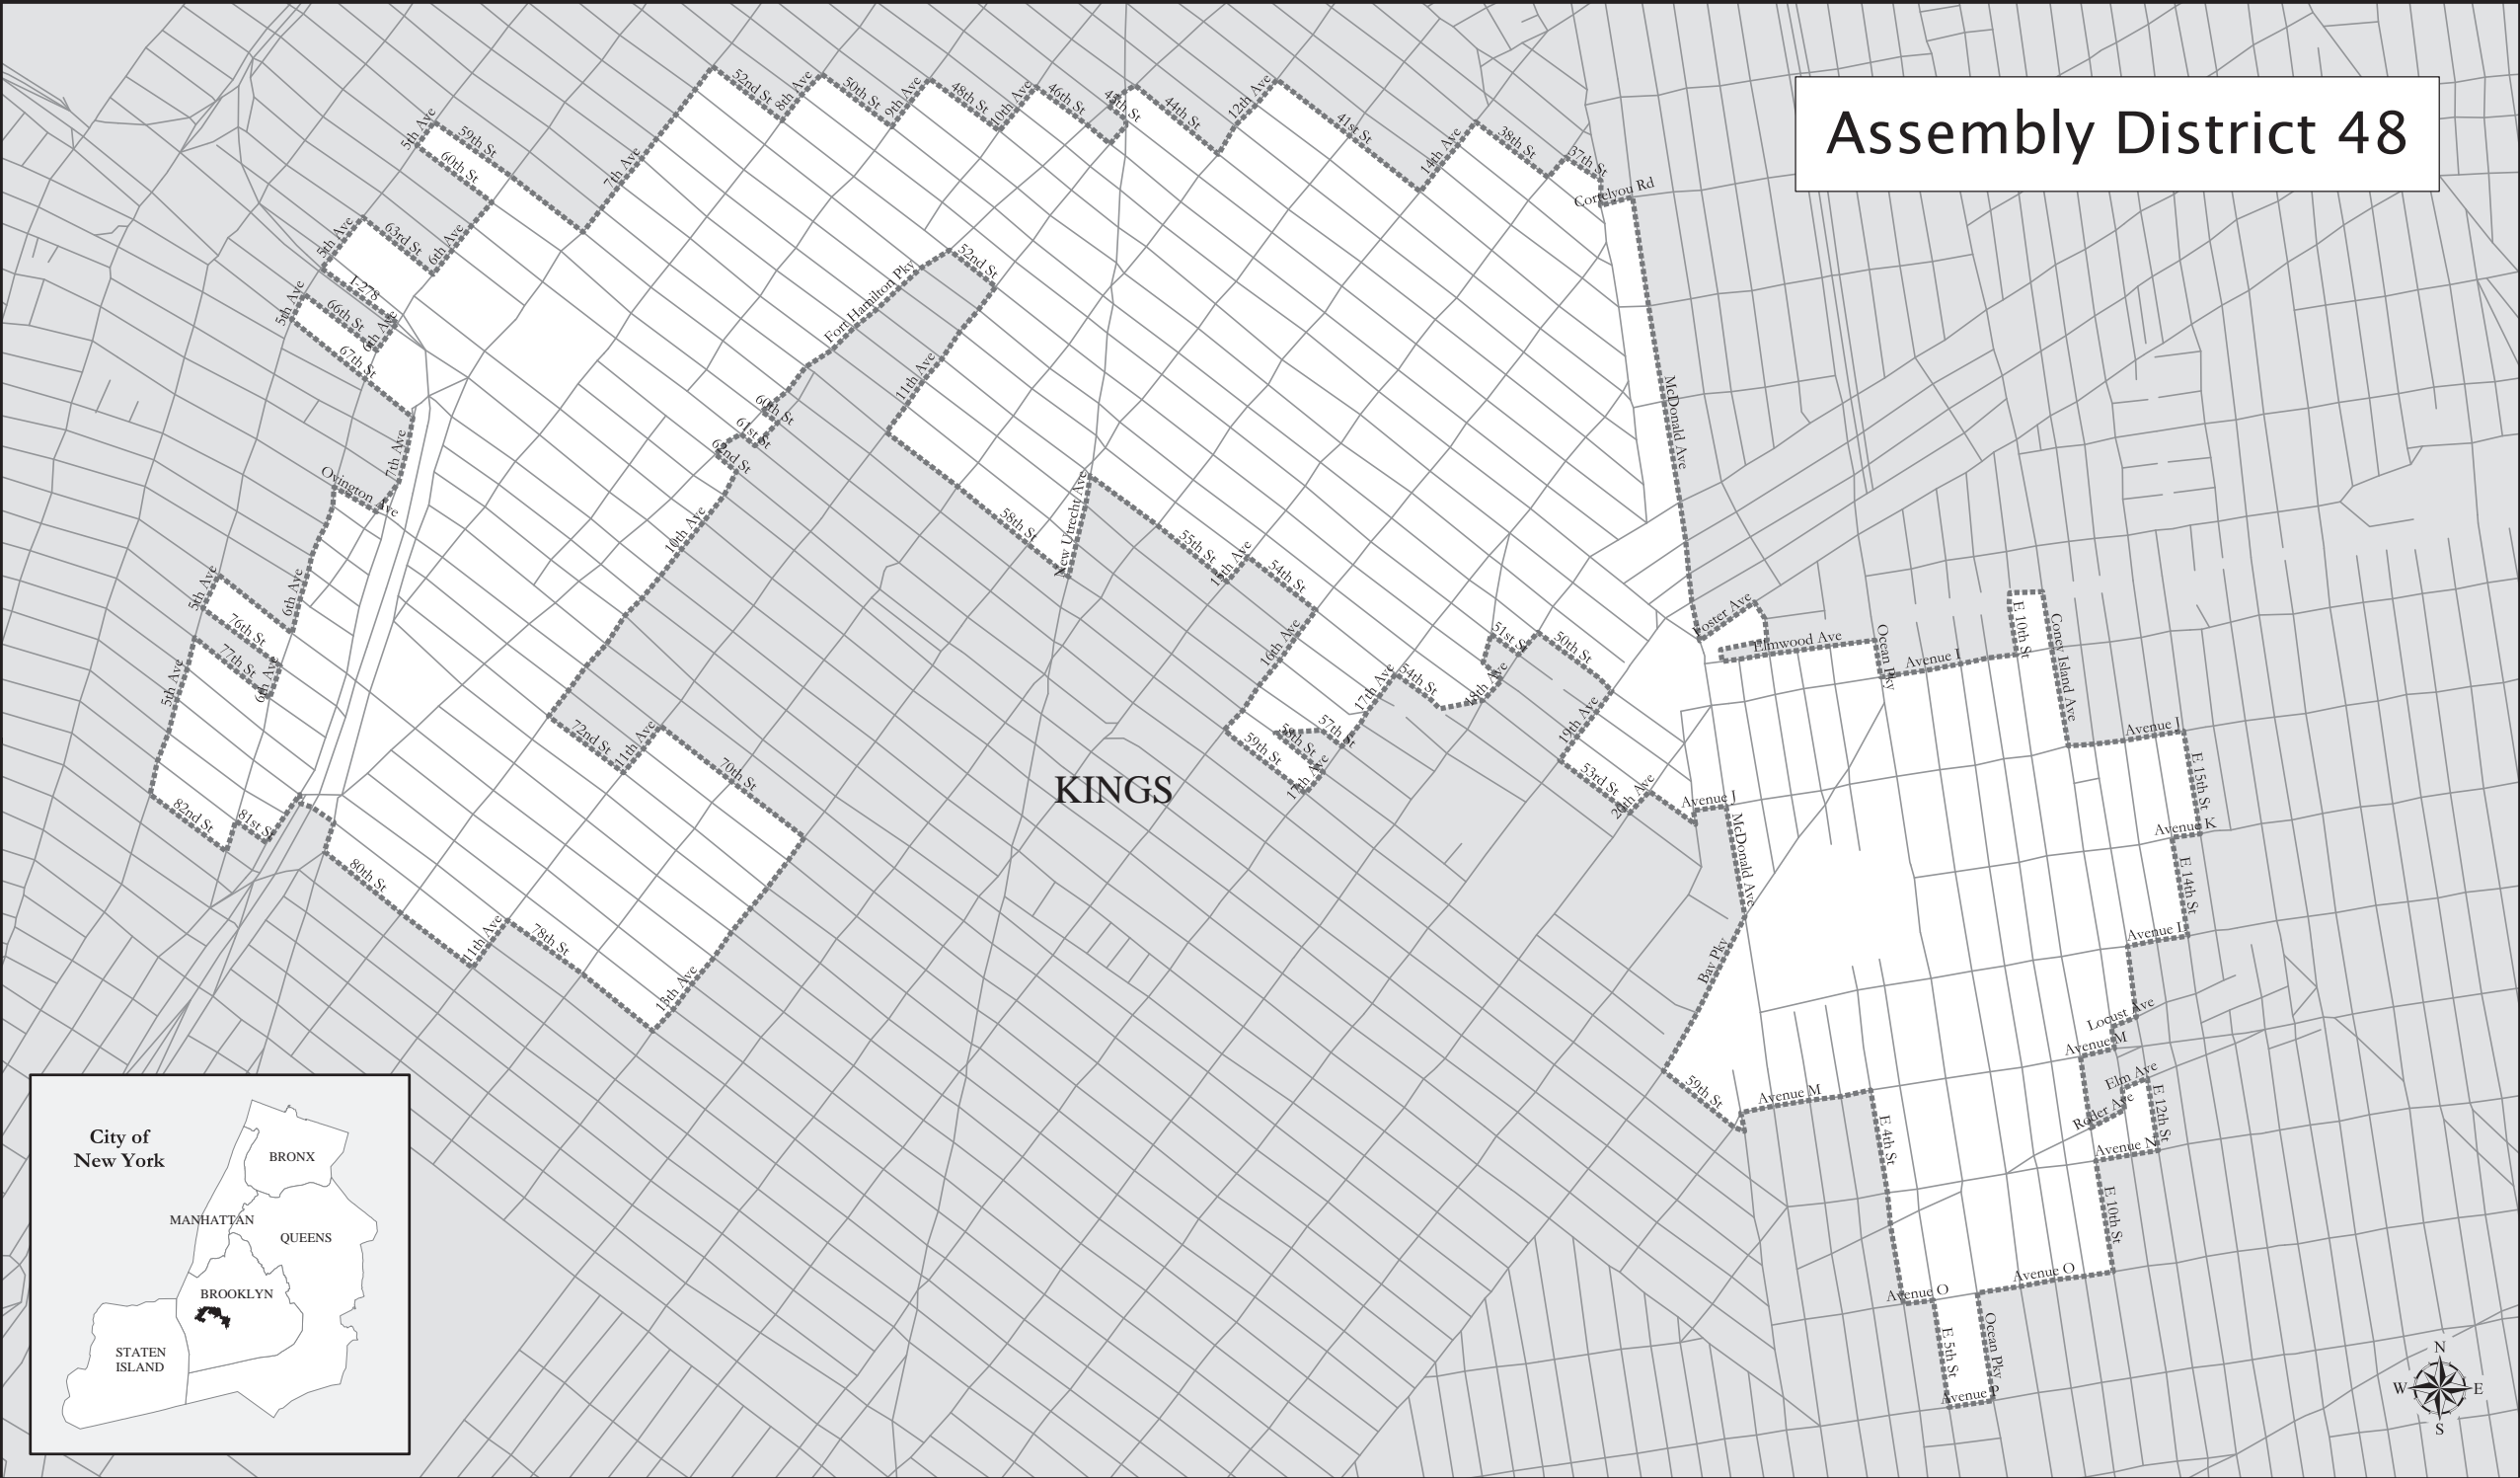 Assembly District 48
52nd St
8th Ave
50th St
9th Ave
48th St
10th Ave
46th St
45th St
44th St
12th Ave
41st St
14th Ave
38th St
37th St
Cortelyou Rd
5th Ave
59th St
60th St
7th Ave
5th Ave
63rd St
6th Ave
I-278
5th Ave
66th St
6th Ave
67th St
Fort Hamilton Pky
52nd St
11th Ave
60th St
61st St
62nd St
McDonald Ave
7th Ave
Ovington Ave
10th Ave
58th St
New Utrecht Ave
55th St
15th Ave
54th St
5th Ave
6th Ave
76th St
77th St
6th Ave
5th Ave
16th Ave
51st St
50th St
54th St
18th Ave
17th Ave
57th St
58th St
59th St
17th Ave
19th Ave
53rd St
20th Ave
Foster Ave
Elmwood Ave
Ocean Pky
Avenue I
E 10th St
Coney Island Ave
Avenue J
E 15th St
Avenue K
E 14th St
Avenue L
Avenue J
McDonald Ave
Bay Pky
72nd St
11th Ave
70th St
KINGS
82nd St
81st St
80th St
11th Ave
78th St
13th Ave
Locust Ave
Avenue M
Elm Ave
E 12th St
Avenue N
59th St
Avenue M
E 4th St
E 10th St
Avenue O
Avenue O
E 5th St
Ocean Pky
Avenue P
City of
New York
BRONX
MANHATTAN
QUEENS
BROOKLYN
STATEN
ISLAND
N
W
E
S